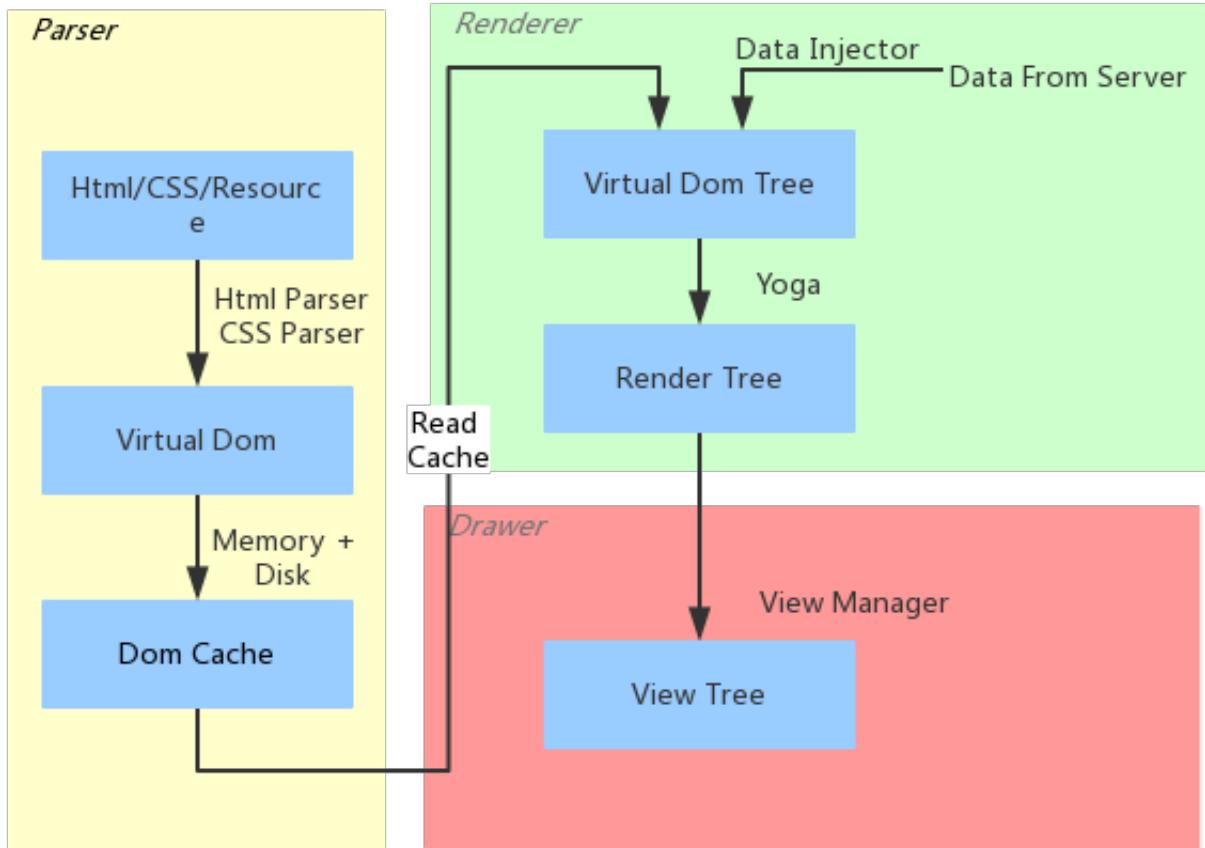 Parser
Html/CSS/Resourc
e
Html Parser
CSS Parser
Virtual Dom
Memory +
Disk
Dom Cache
Read
Cache
Renderer
Data Injector
Data From Server
Virtual Dom Tree
Yoga
Render Tree
Drawer
View Manager
View Tree